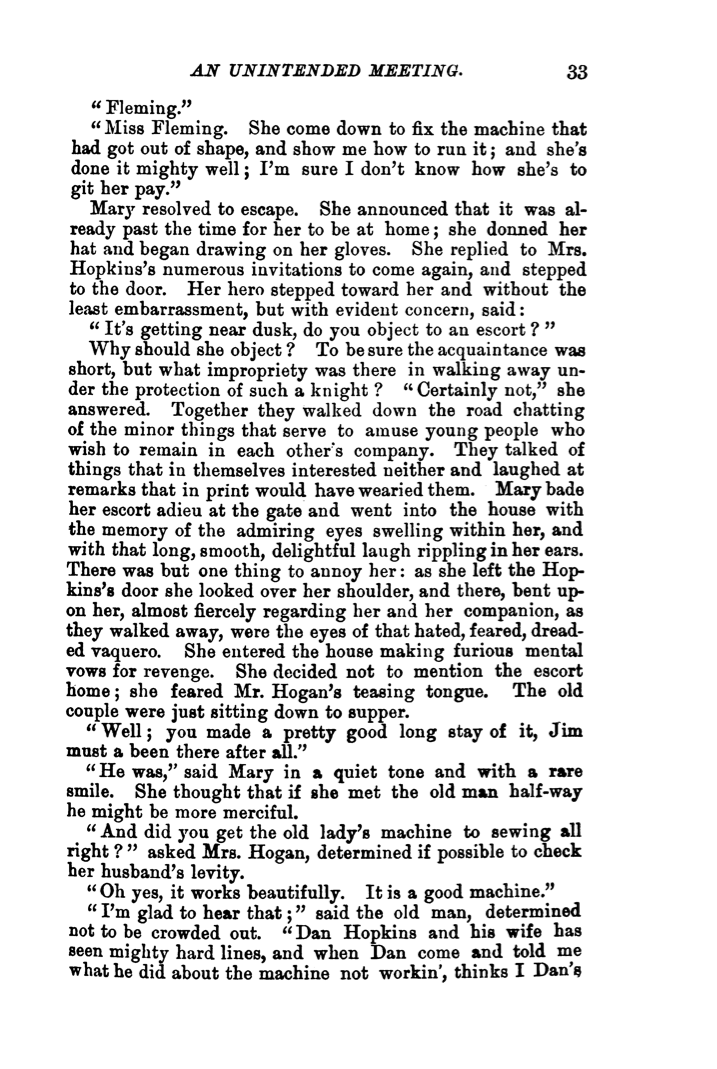 AN UNINTENDED MEETING. 33
“Fleming.”
“Miss Fleming. She come down to fix the machine that
had got out of shape, and show me how to run it; and she's
done it mighty well; I'm sure I don't know how she's to
git her pay.”
Mary resolved to escape. She announced that it was al-
ready past the time for her to be at home; she donned her
hat and began drawing on her gloves. She replied to Mrs.
Hopkins's numerous invitations to come again, and stepped
to the door. Her hero stepped toward her and without the
least embarrassment, but with evident concern, said:
“It's getting near dusk, do you object to an escort?”
Why should she object? To be sure the acquaintance was
short, but what impropriety was there in walking away un-
der the protection of such a knight? “Certainly not,” she
answered. Together they walked down the road chatting
of the minor things that serve to amuse young people who
wish to remain in each other's company. They talked of
things that in themselves interested neither and laughed at
remarks that in print would have wearied them. Mary bade
her escort adieu at the gate and went into the house with
the memory of the admiring eyes swelling within her, and
with that long, smooth, delightful laugh rippling in her ears.
There was but one thing to annoy her: as she left the Hop-
kins's door she looked over her shoulder, and there, bent up-
on her, almost fiercely regarding her and her companion, as
they walked away, were the eyes of that hated, feared, dread-
ed vaquero. She entered the house making furious mental
vows for revenge. She decided not to mention the escort
home; she feared Mr. Hogan's teasing tongue. The old
couple were just sitting down to supper.
“Well; you made a pretty good long stay of it, Jim
must a been there after all.”
“He was,” said Mary in a quiet tone and with a rare
smile. She thought that if she met the old man half-way
he might be more merciful.
“And did you get the old lady's machine to sewing all
right?” asked Mrs. Hogan, determined if possible to check
her husband's levity.
“Oh yes, it works beautifully. It is a good machine.”
“I'm glad to hear that;” said the old man, determined
not to be crowded out. “Dan Hopkins and his wife has
seen mighty hard lines, and when Dan come and told me
what he did about the machine not workin', thinks I Dan's